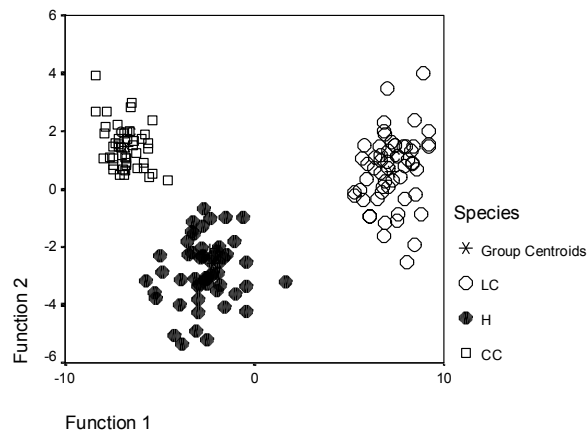 6
4
2
0
-2
-4
-6
Function 2
-10
0
10
Function 1
Species
Group Centroids
LC
H
CC